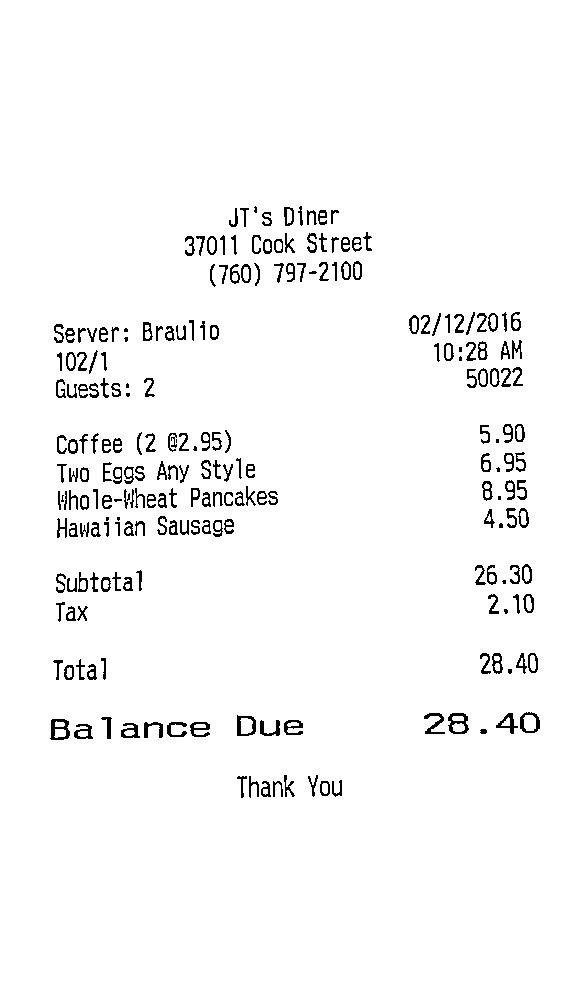 JT's Diner
37011 Cook Street
(760) 797-2100
Server: Braulio 02/12/2016
102/1 10:28 AM
Guests: 2 50022
Coffee (2 @2.95) 5.90
Two Eggs Any Style 6.95
Whole-Wheat Pancakes 8.95
Hawaiian Sausage 4.50
Subtotal 26.30
Tax 2.10
Total 28.40
Balance Due 28.40
Thank You